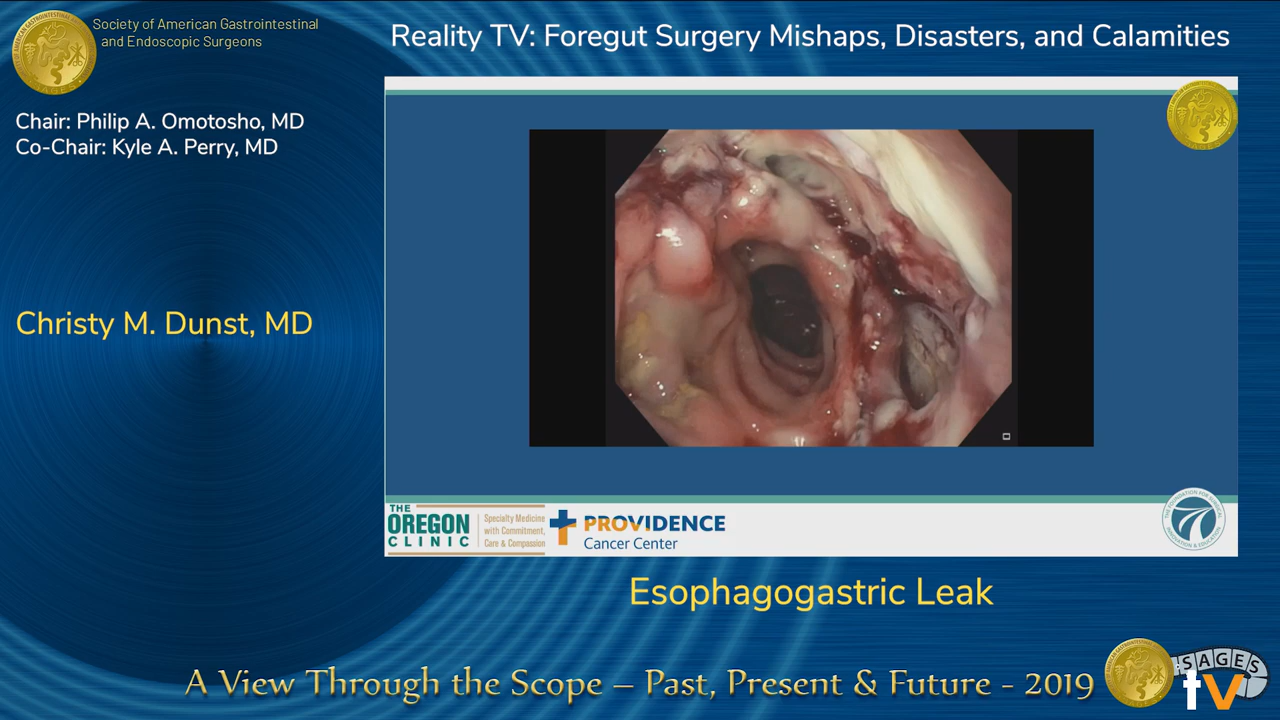 Society of American Gastrointestinal
and Endoscopic Surgeons
Reality TV: Foregut Surgery Mishaps, Disasters, and Calamities
Chair: Philip A. Omotosho, MD
Co-Chair: Kyle A. Perry, MD
Christy M. Dunst, MD
THE
OREGON
CLINIC
Specialty Medicine
with Commitment,
Care & Compassion
PROVIDENCE
Cancer Center
Esophagogastric Leak
A View Through the Scope – Past, Present & Future - 2019
SAGES
tv